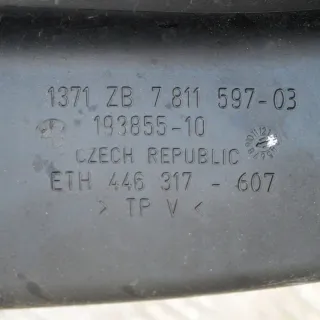 1371 ZB 7 811 597-03
193855-10
CZECH REPUBLIC
ETH 446 317 - 607
> TP V <